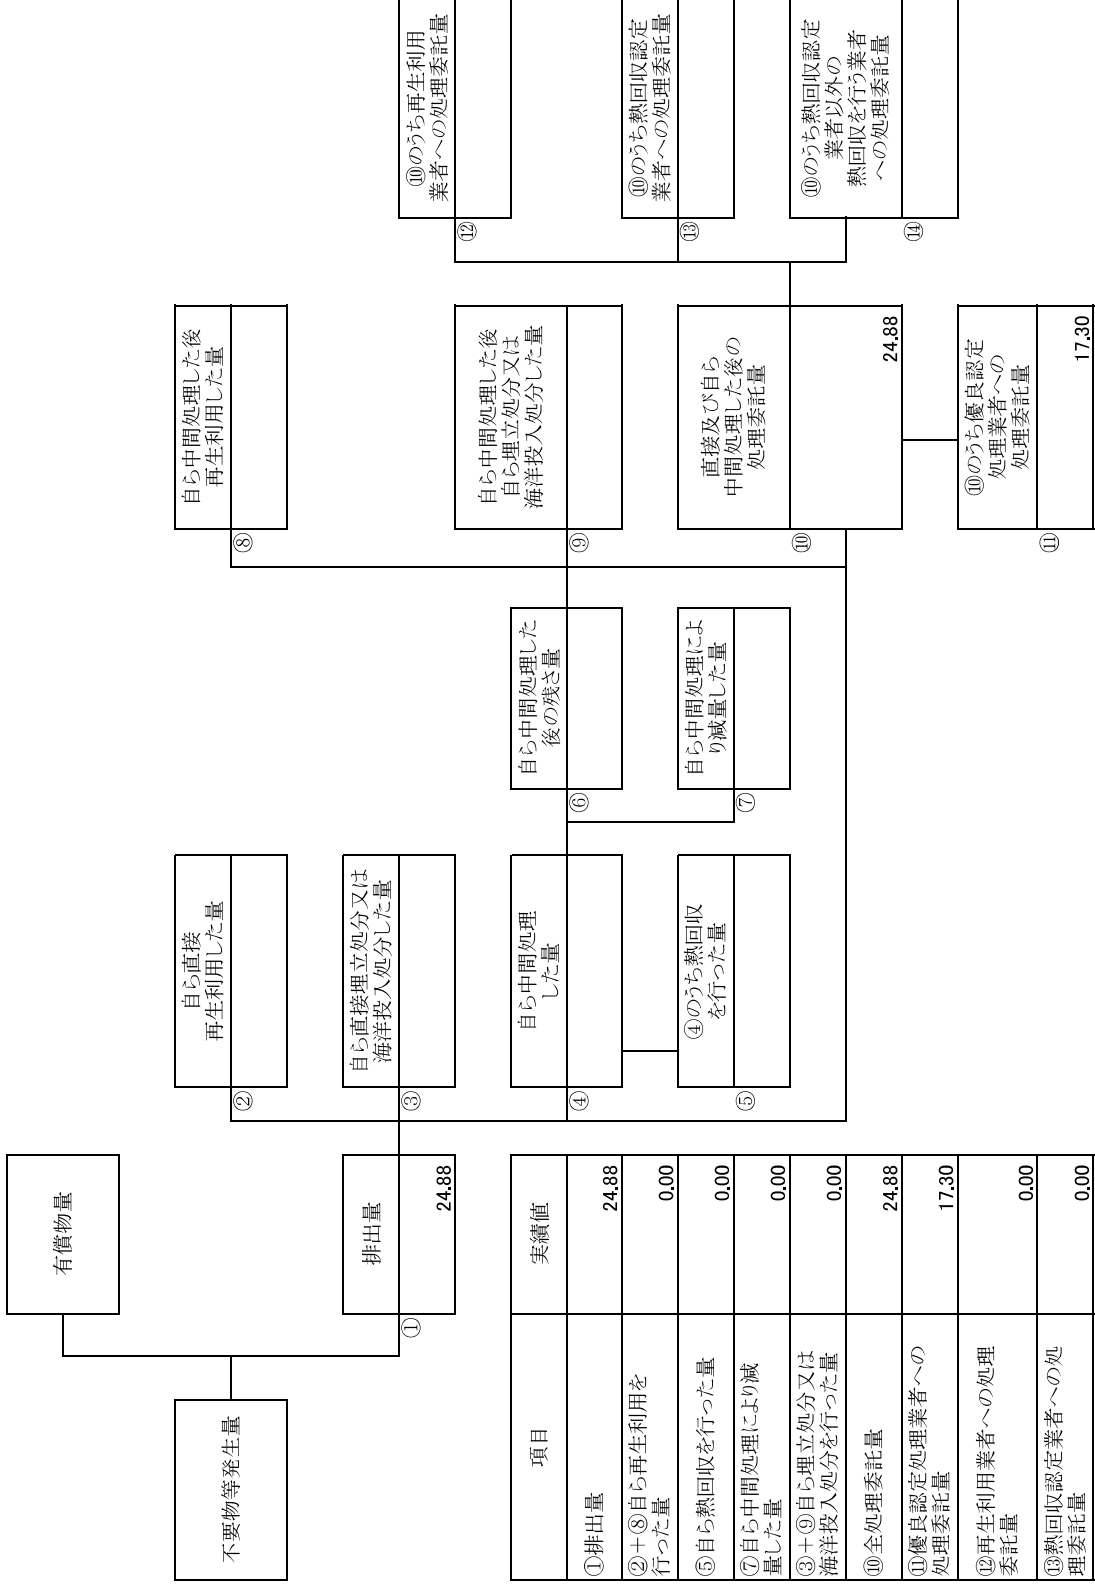 不要物等発生量
有償物量
①
排出量
24.88
②
自ら直接
再生利用した量
③
自ら直接埋立処分又は
海洋投入処分した量
④
自ら中間処理
した量
⑤
④のうち熱回収
を行った量
⑥
自ら中間処理した
後の残さ量
⑦
自ら中間処理によ
り減量した量
⑧
自ら中間処理した後
再生利用した量
⑨
自ら中間処理した後
自ら埋立処分又は
海洋投入処分した量
⑩
直接及び自ら
中間処理した後の
処理委託量
24.88
⑪
⑩のうち優良認定
処理業者への
処理委託量
17.30
⑫
⑩のうち再生利用
業者への処理委託量
⑬
⑩のうち熱回収認定
業者への処理委託量
⑭
⑩のうち熱回収認定
業者以外の
熱回収を行う業者
への処理委託量
項目 実績値
①排出量 24.88
②+⑧自ら再生利用を
行った量 0.00
⑤自ら熱回収を行った量 0.00
⑦自ら中間処理により減
量した量 0.00
③+⑨自ら埋立処分又は
海洋投入処分を行った量 0.00
⑩全処理委託量 24.88
⑪優良認定処理業者への
処理委託量 17.30
⑫再生利用業者への処理
委託量 0.00
⑬熱回収認定業者への処
理委託量 0.00